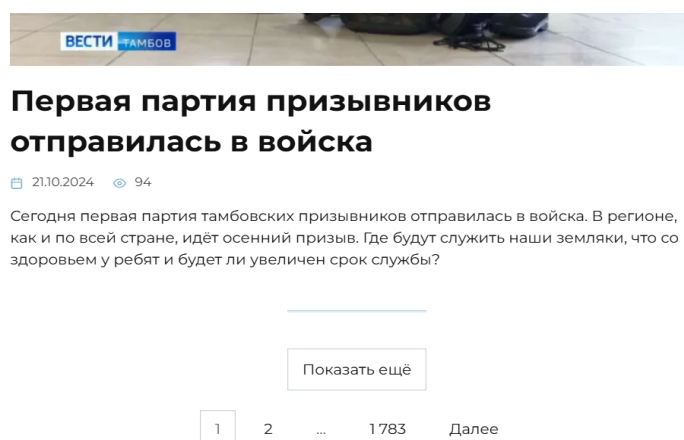 ВЕСТИ ТАМБОВ
Первая партия призывников
отправилась в войска
21.10.2024 94
Сегодня первая партия тамбовских призывников отправилась в войска. В регионе,
как и по всей стране, идёт осенний призыв. Где будут служить наши земляки, что со
здоровьем у ребят и будет ли увеличен срок службы?
Показать ещё
1 2 ... 1 783 Далее